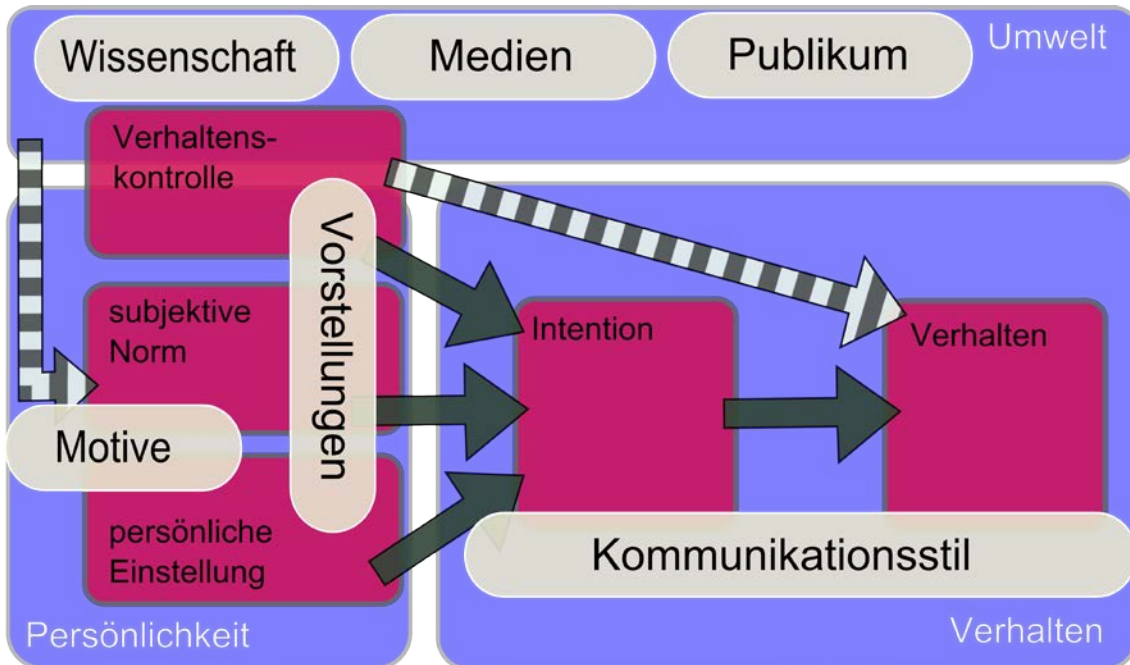 Wissenschaft
Medien
Publikum
Umwelt
Verhaltens-
kontrolle
Vorstellungen
subjektive
Norm
Intention
Verhalten
Motive
persönliche
Einstellung
Kommunikationsstil
Persönlichkeit
Verhalten